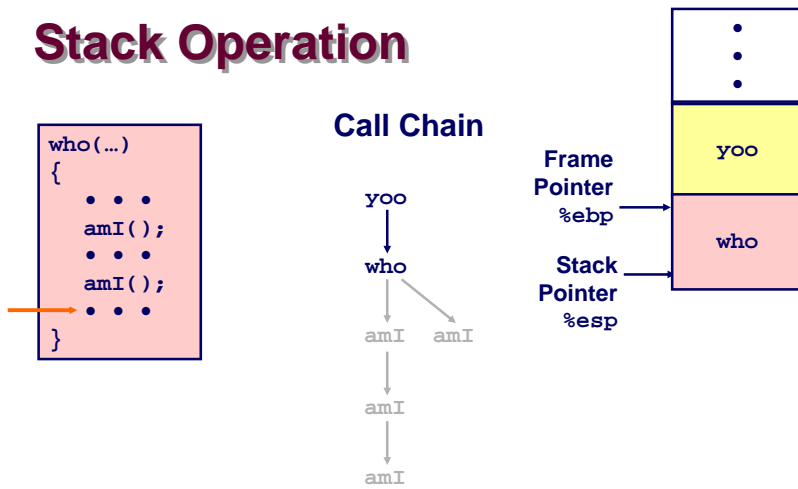 Stack Operation
who(…)
{
• • •
amI();
• • •
amI();
• • •
}
Call Chain
yoo
who
amI amI
amI
amI
Frame
Pointer
%ebp
Stack
Pointer
%esp
•
•
•
yoo
who